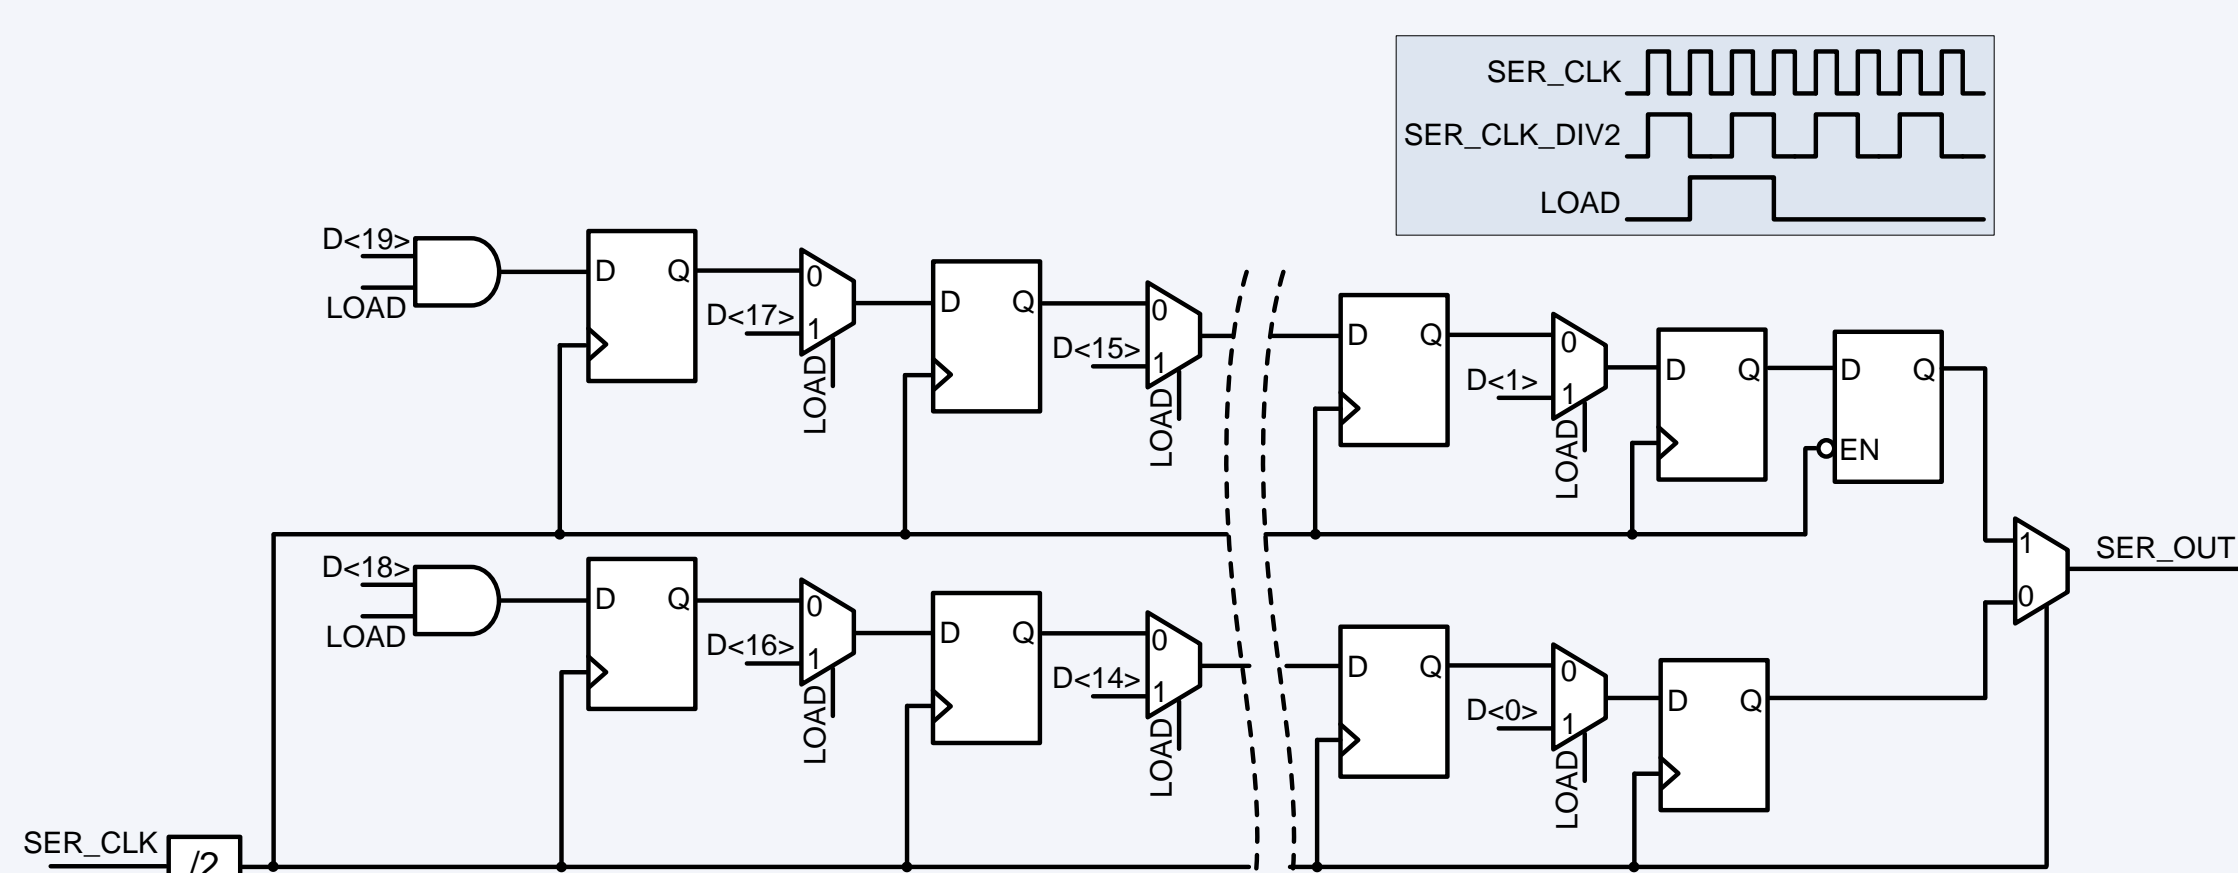 SER_CLK
SER_CLK_DIV2
LOAD
D<19>
LOAD
D
Q
0
D<17>
1
LOAD
D
Q
0
D<15>
1
LOAD
D
Q
0
D<1>
1
LOAD
D
Q
D
Q
EN
1
0
SER_OUT
D<18>
LOAD
D
Q
0
D<16>
1
LOAD
D
Q
0
D<14>
1
LOAD
D
Q
0
D<0>
1
LOAD
D
Q
SER_CLK
/2